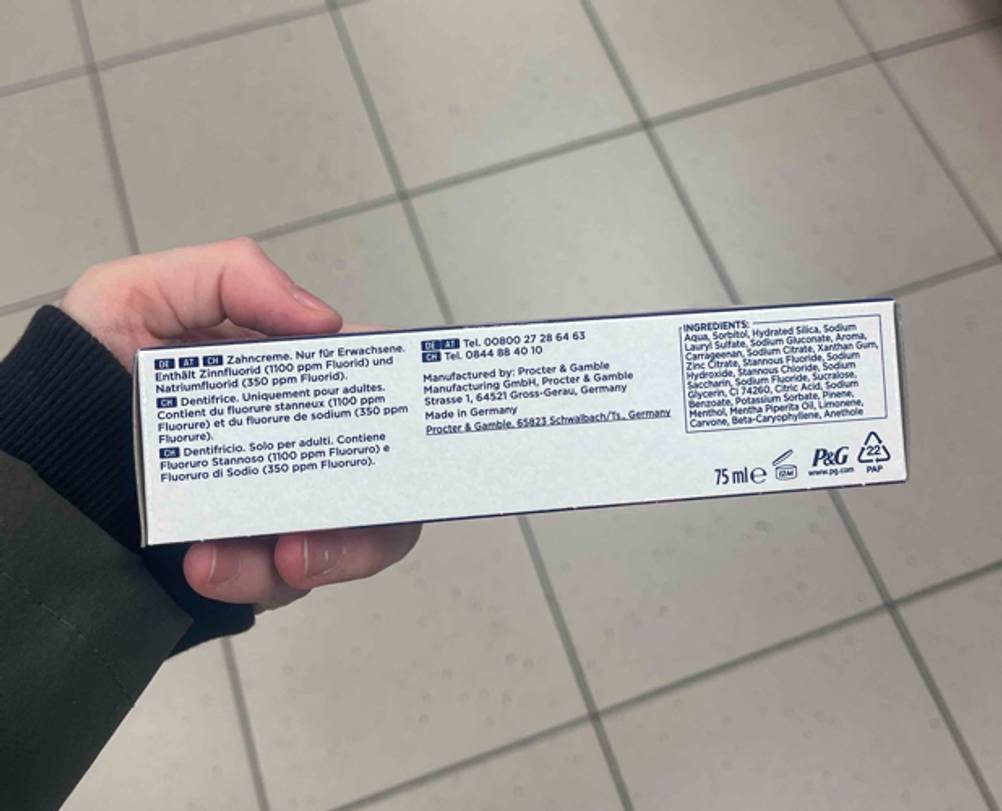 DE AT CH Zahncreme. Nur für Erwachsene.
Enthält Zinnfluorid (1100 ppm Fluorid) und
Natriumfluorid (350 ppm Fluorid).
CH Dentifrice. Uniquement pour adultes.
Contient du fluorure stanneux (1100 ppm
Fluorure) et du fluorure de sodium (350 ppm
Fluorure).
CH Dentifricio. Solo per adulti. Contiene
Fluoruro Stannoso (1100 ppm Fluoruro) e
Fluoruro di Sodio (350 ppm Fluoruro).
DE AT Tel. 00800 27 28 64 63
CH Tel. 0844 88 40 10
Manufactured by: Procter & Gamble
Manufacturing GmbH, Procter & Gamble
Strasse 1, 64521 Gross-Gerau, Germany
Made in Germany
Procter & Gamble, 65823 Schwalbach/Ts., Germany
INGREDIENTS:
Aqua, Sorbitol, Hydrated Silica, Sodium
Lauryl Sulfate, Sodium Gluconate, Aroma,
Carrageenan, Sodium Citrate, Xanthan Gum,
Zinc Citrate, Stannous Fluoride, Sodium
Hydroxide, Stannous Chloride, Sodium
Saccharin, Sodium Fluoride, Sucralose,
Glycerin, CI 74260, Citric Acid, Sodium
Benzoate, Potassium Sorbate, Pinene,
Menthol, Mentha Piperita Oil, Limonene,
Carvone, Beta-Caryophyllene, Anethole
75 ml e
12M
P&G
www.pg.com
22
PAP